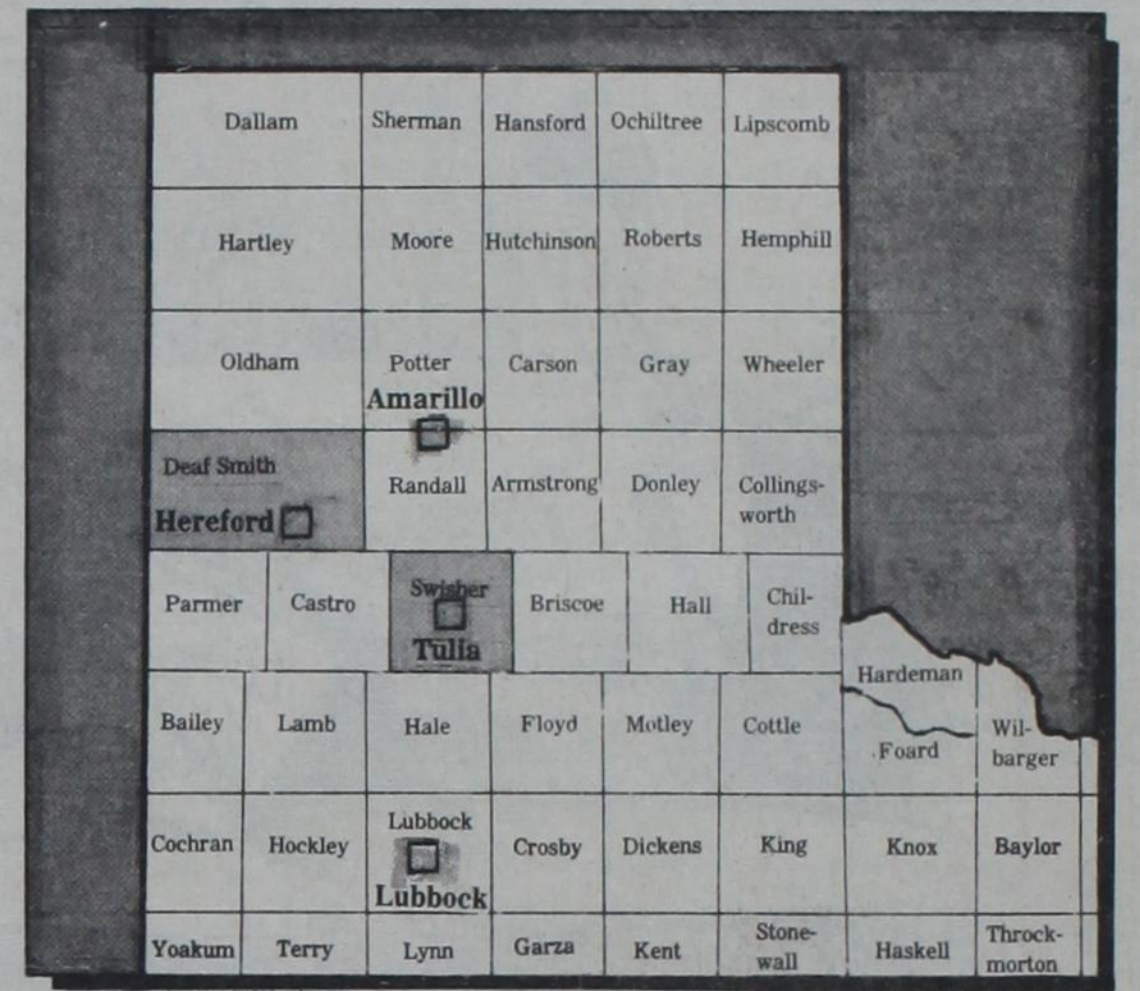 Dallam
Sherman
Hansford
Ochiltree
Lipscomb
Hartley
Moore
Hutchinson
Roberts
Hemphill
Oldham
Potter
Carson
Gray
Wheeler
Amarillo
Deaf Smith
Hereford
Randall
Armstrong
Donley
Collings-
worth
Parmer
Castro
Swisher
Tulia
Briscoe
Hall
Chil-
dress
Hardeman
Bailey
Lamb
Hale
Floyd
Motley
Cottle
Foard
Wil-
barger
Cochran
Hockley
Lubbock
Lubbock
Crosby
Dickens
King
Knox
Baylor
Yoakum
Terry
Lynn
Garza
Kent
Stone-
wall
Haskell
Throck-
morton